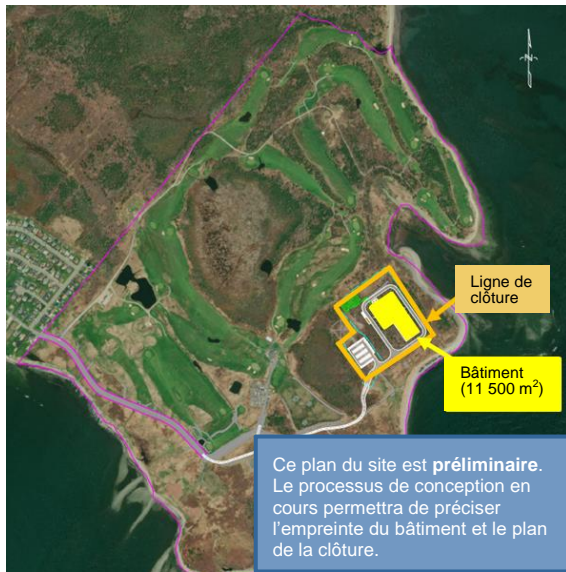 Ligne de
clôture
Bâtiment
(11 500 m²)
Ce plan du site est préliminaire.
Le processus de conception en
cours permettra de préciser
l'empreinte du bâtiment et le plan
de la clôture.